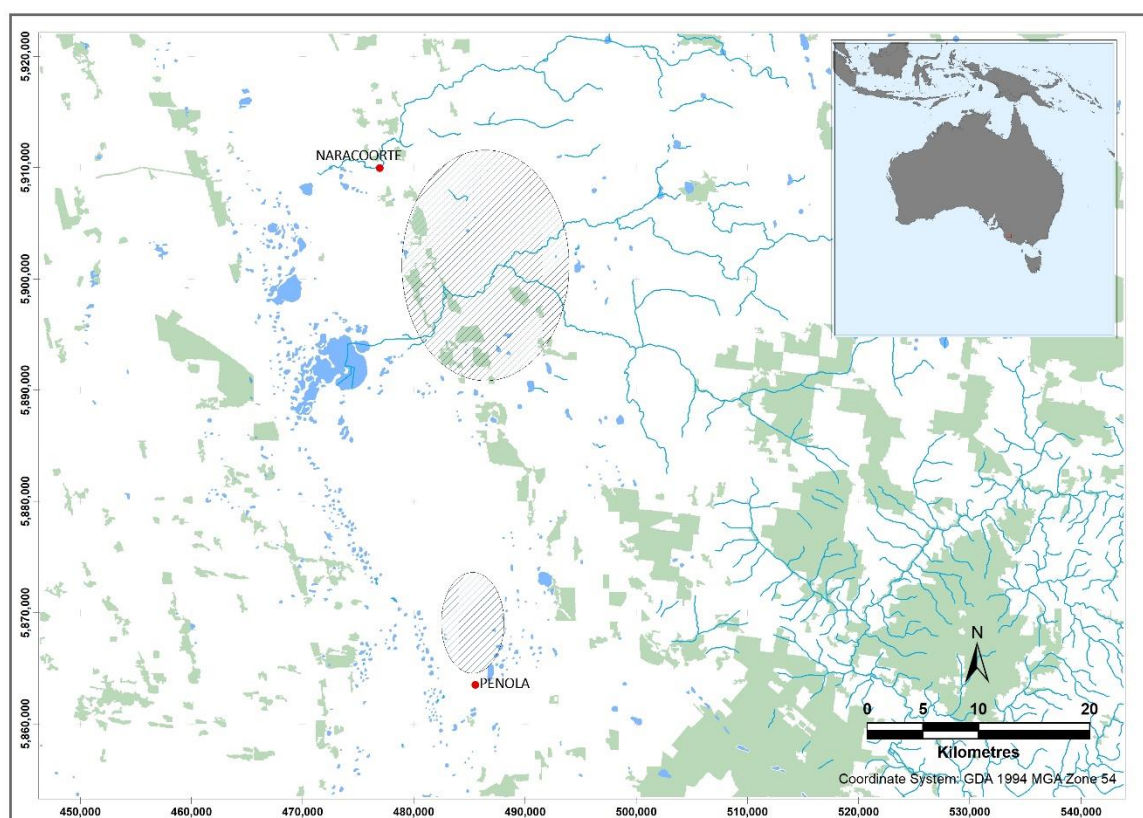 5,920,000
5,910,000
5,900,000
5,890,000
5,880,000
5,870,000
5,860,000
NARACOORTE
PENOLA
N
0 5 10 20
Kilometres
Coordinate System: GDA 1994 MGA Zone 54
450,000 460,000 470,000 480,000 490,000 500,000 510,000 520,000 530,000 540,000